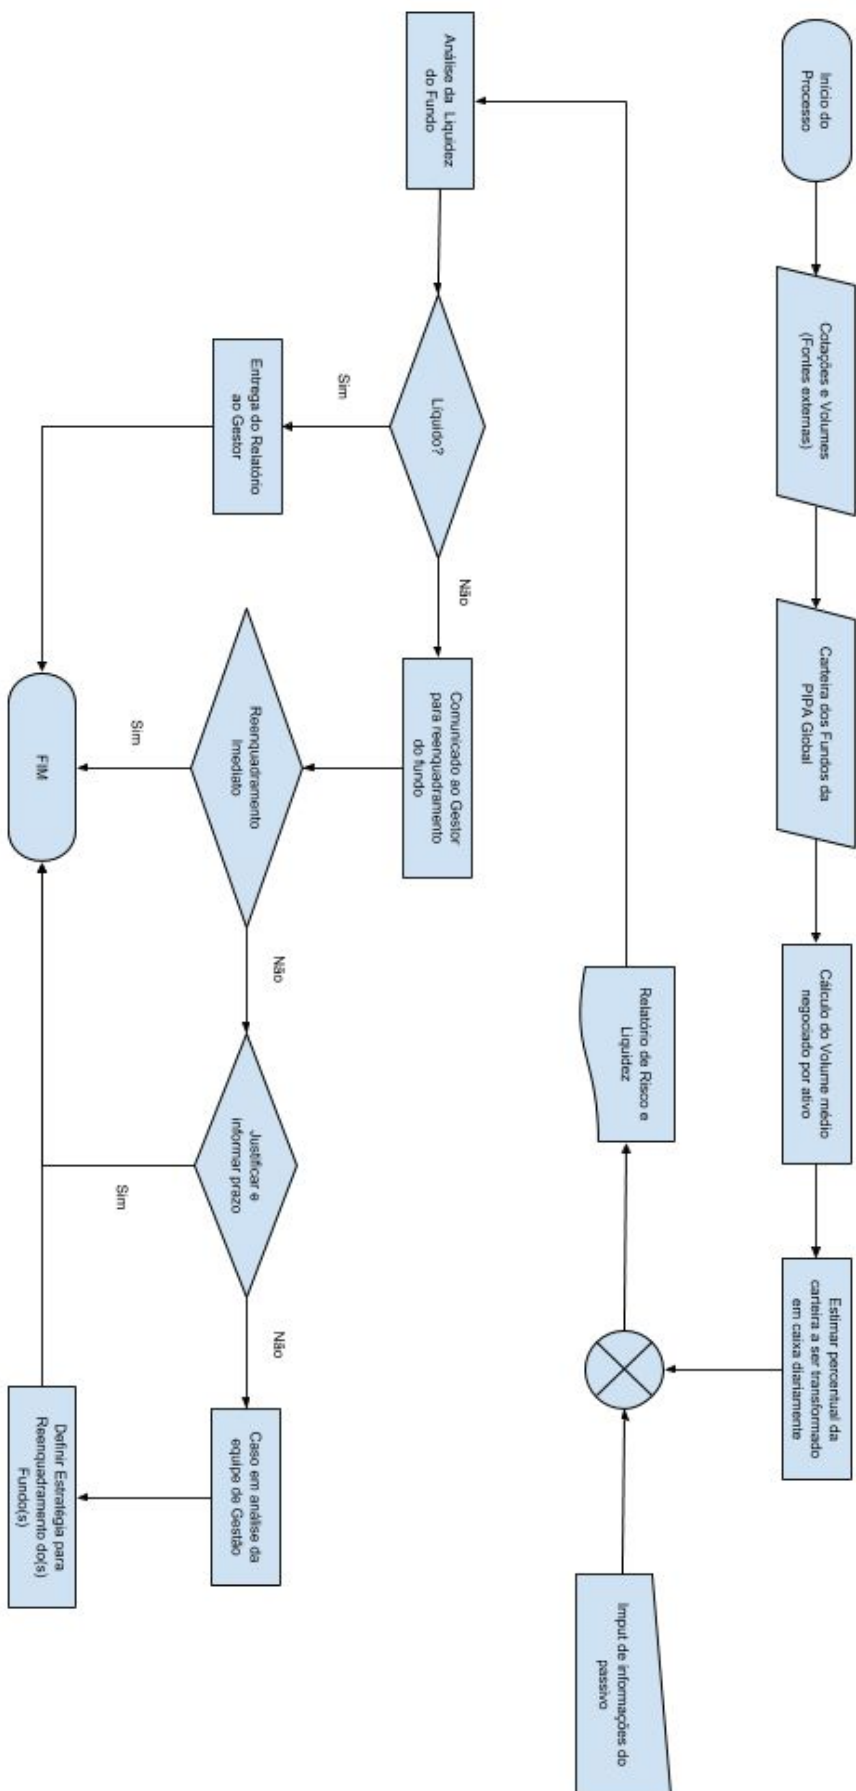 Início do
Processo
Cotações e Volumes
(Fontes externas)
Carteira dos Fundos da
PIPA Global
Cálculo do Volume médio
negociado por ativo
Estimar percentual da
carteira a ser transformado
em caixa diariamente
Imput de informações do
passivo
Relatório de Risco e
Liquidez
Análise da Liquidez
do Fundo
Líquido?
Sim
Não
Entrega do Relatório
ao Gestor
Comunicado ao Gestor
para reenquadramento
do fundo
Reenquadramento
Imediato
Sim
Não
Justificar e
informar prazo
Sim
Não
Caso em análise da
equipe de Gestão
Definir Estratégia para
Reenquadramento do(s)
Fundo(s)
FIM